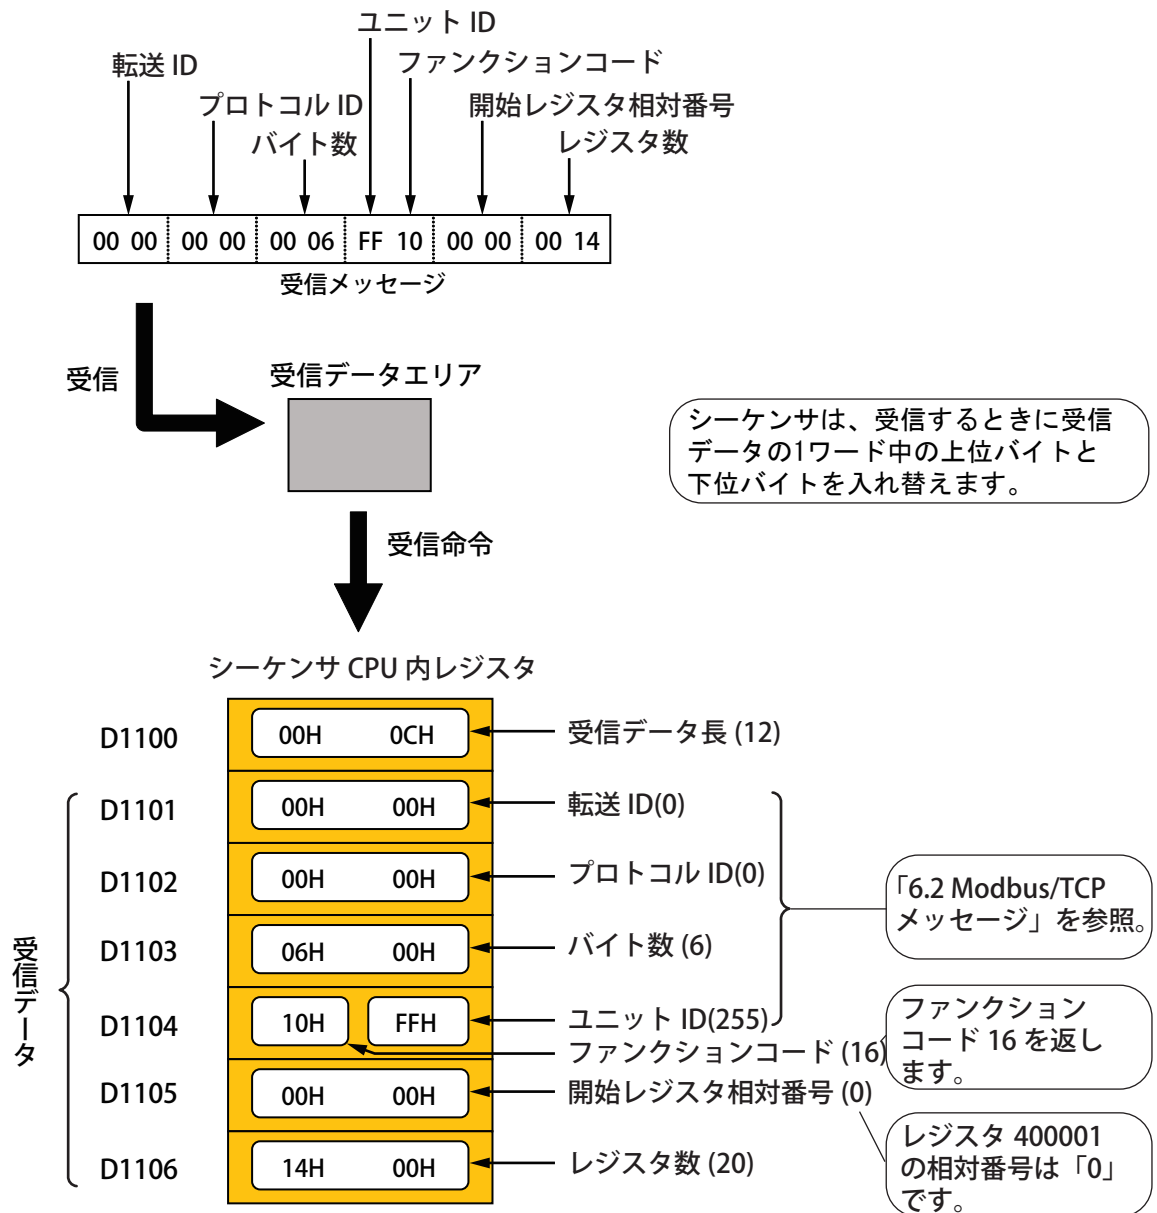 ユニット ID
転送 ID
ファンクションコード
プロトコル ID
開始レジスタ相対番号
バイト数
レジスタ数
00 00 00 00 00 06 FF 10 00 00 00 14
受信メッセージ
受信
受信データエリア
シーケンサは、受信するときに受信
データの1ワード中の上位バイトと
下位バイトを入れ替えます。
受信命令
シーケンサ CPU 内レジスタ
D1100 00H 0CH 受信データ長 (12)
D1101 00H 00H 転送 ID(0)
D1102 00H 00H プロトコル ID(0)
「6.2 Modbus/TCP
メッセージ」を参照。
受信データ
D1103 06H 00H バイト数 (6)
D1104 10H FFH ユニット ID(255)
ファンクションコード (16)
ファンクション
コード 16 を返し
ます。
D1105 00H 00H 開始レジスタ相対番号 (0)
レジスタ 400001
の相対番号は「0」
です。
D1106 14H 00H レジスタ数 (20)